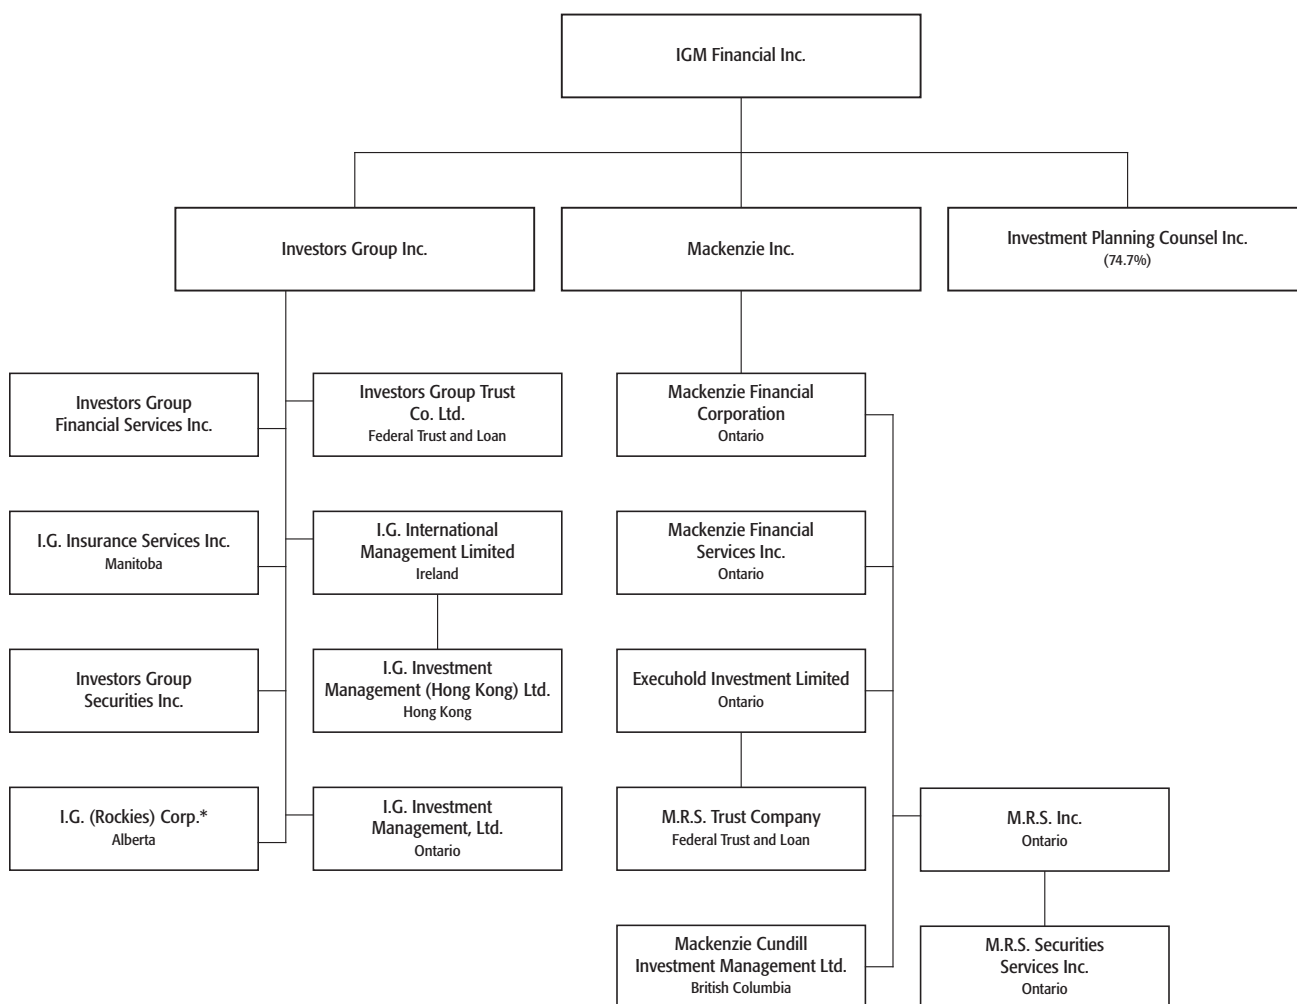 IGM Financial Inc.
Investors Group Inc.
Mackenzie Inc.
Investment Planning Counsel Inc.
(74.7%)
Investors Group
Financial Services Inc.
Investors Group Trust
Co. Ltd.
Federal Trust and Loan
Mackenzie Financial
Corporation
Ontario
I.G. Insurance Services Inc.
Manitoba
I.G. International
Management Limited
Ireland
Mackenzie Financial
Services Inc.
Ontario
Investors Group
Securities Inc.
I.G. Investment
Management (Hong Kong) Ltd.
Hong Kong
Execuhold Investment Limited
Ontario
I.G. (Rockies) Corp.*
Alberta
I.G. Investment
Management, Ltd.
Ontario
M.R.S. Trust Company
Federal Trust and Loan
M.R.S. Inc.
Ontario
Mackenzie Cundill
Investment Management Ltd.
British Columbia
M.R.S. Securities
Services Inc.
Ontario